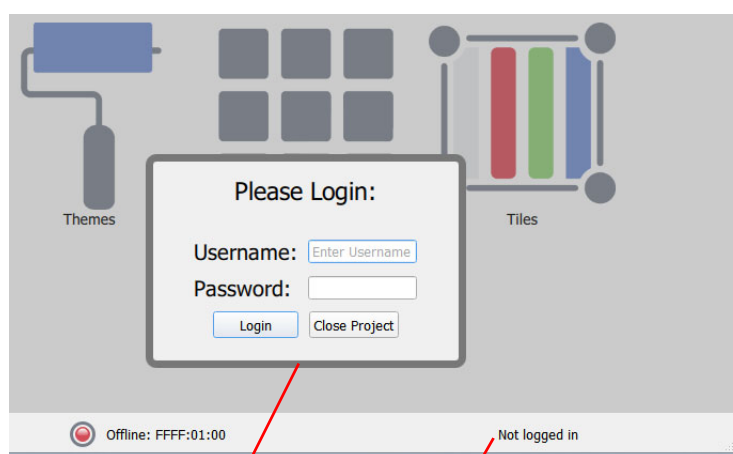 Themes
Tiles
Please Login:
Username: Enter Username
Password:
Login Close Project
Offline: FFFF:01:00 Not logged in